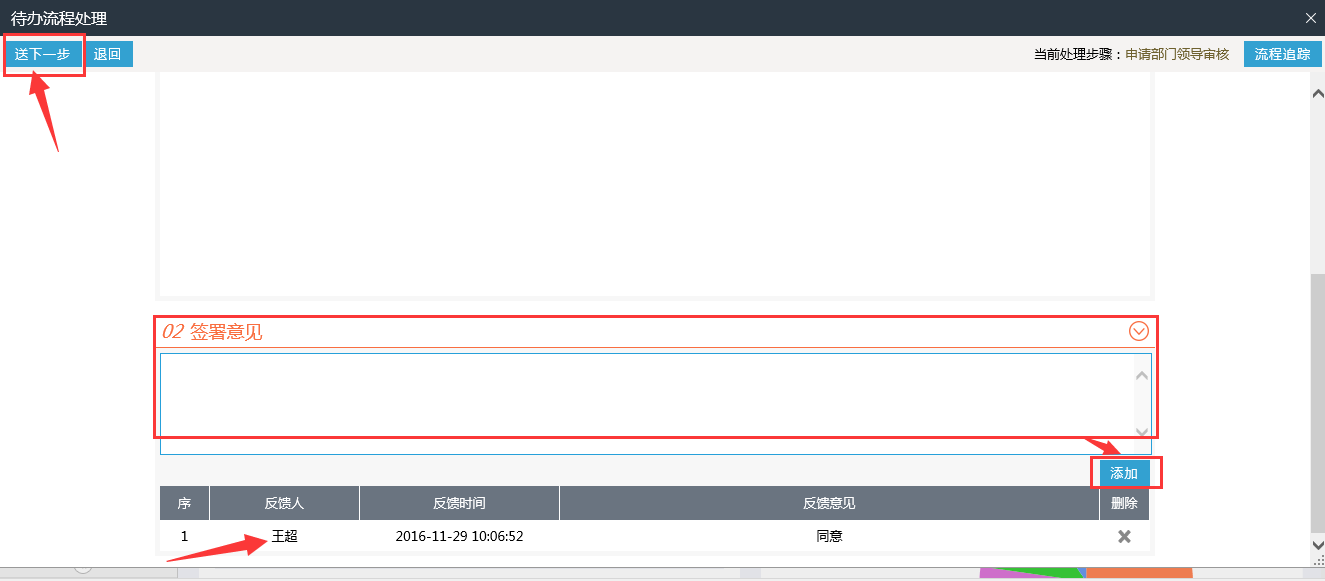 待办流程处理
送下一步 退回 当前处理步骤：申请部门领导审核 流程追踪
02 签署意见
添加
序 反馈人 反馈时间 反馈意见 删除
1 王超 2016-11-29 10:06:52 同意